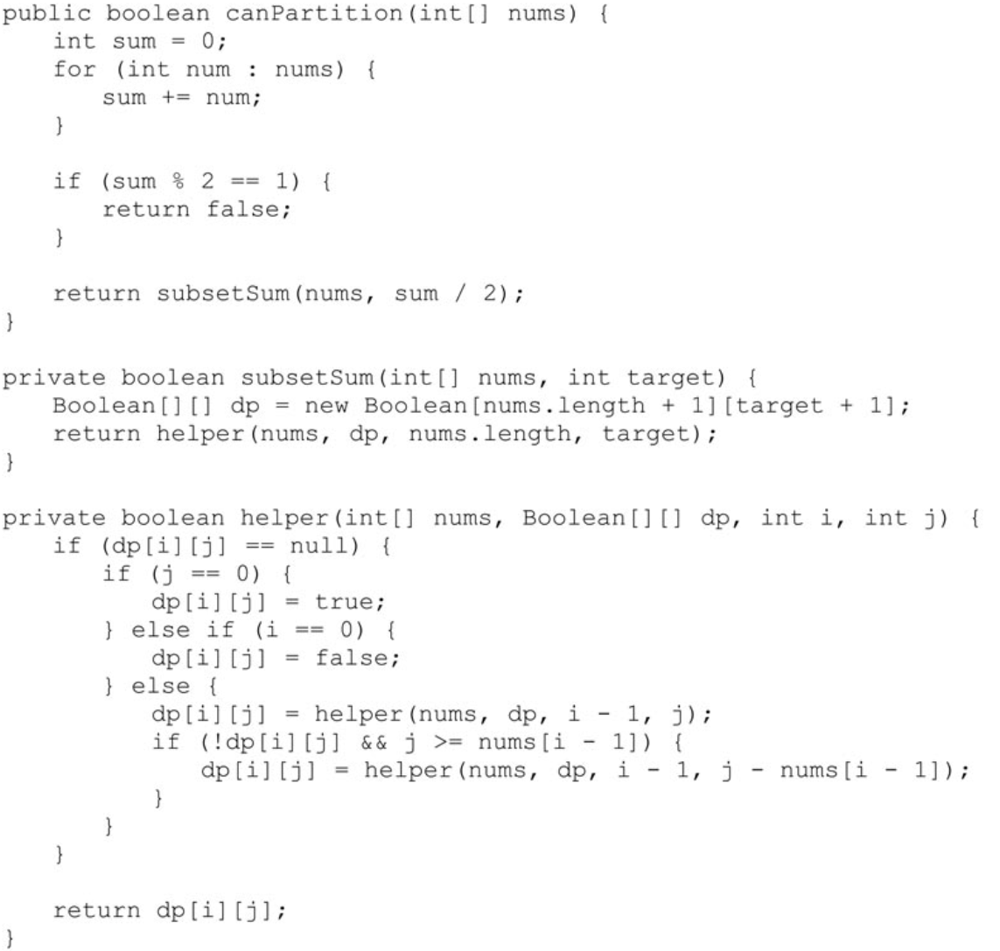 public boolean canPartition(int[] nums) {
    int sum = 0;
    for (int num : nums) {
        sum += num;
    }

    if (sum % 2 == 1) {
        return false;
    }

    return subsetSum(nums, sum / 2);
}

private boolean subsetSum(int[] nums, int target) {
    Boolean[][] dp = new Boolean[nums.length + 1][target + 1];
    return helper(nums, dp, nums.length, target);
}

private boolean helper(int[] nums, Boolean[][] dp, int i, int j) {
    if (dp[i][j] == null) {
        if (j == 0) {
            dp[i][j] = true;
        } else if (i == 0) {
            dp[i][j] = false;
        } else {
            dp[i][j] = helper(nums, dp, i - 1, j);
            if (!dp[i][j] && j >= nums[i - 1]) {
                dp[i][j] = helper(nums, dp, i - 1, j - nums[i - 1]);
            }
        }
    }

    return dp[i][j];
}